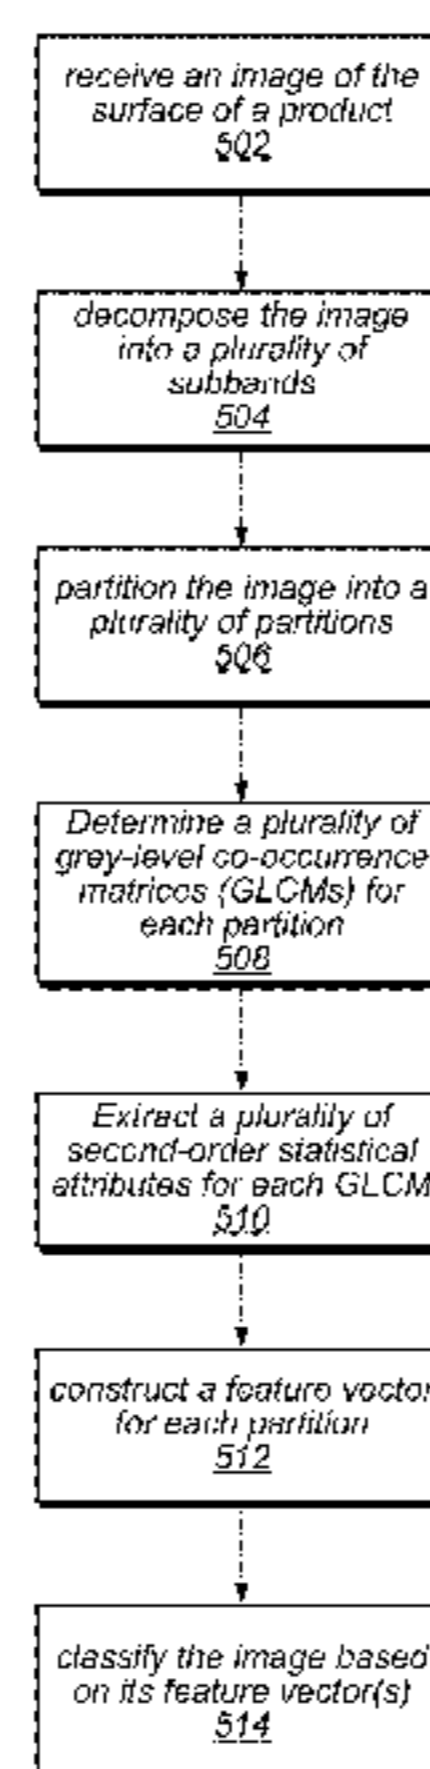 receive an image of the
surface of a product
502
decompose the image
into a plurality of
subbands
504
partition the image into a
plurality of partitions
506
Determine a plurality of
grey-level co-occurrence
matrices (GLCMs) for
each partition
508
Extract a plurality of
second-order statistical
attributes for each GLCM
510
construct a feature vector
for each partition
512
classify the image based
on its feature vector(s)
514